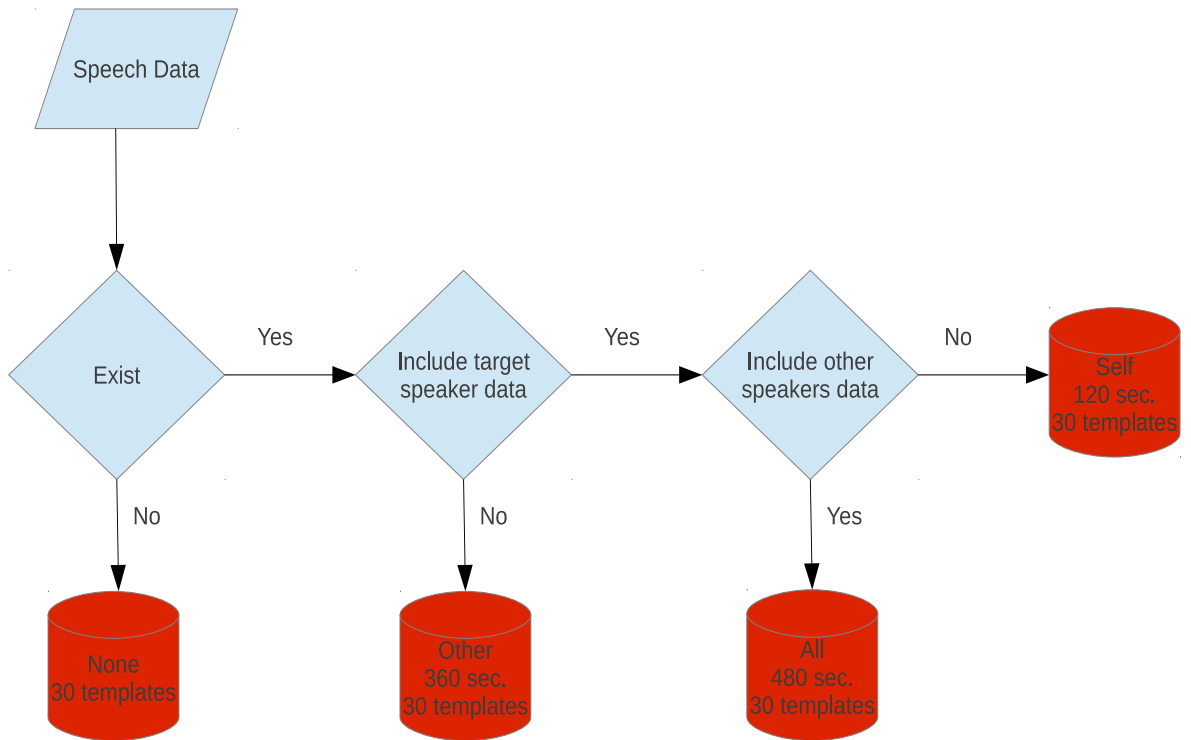 Speech Data
Exist
Yes
Include target
speaker data
Yes
Include other
speakers data
No
Self
120 sec.
30 templates
No
None
30 templates
No
Other
360 sec.
30 templates
Yes
All
480 sec.
30 templates